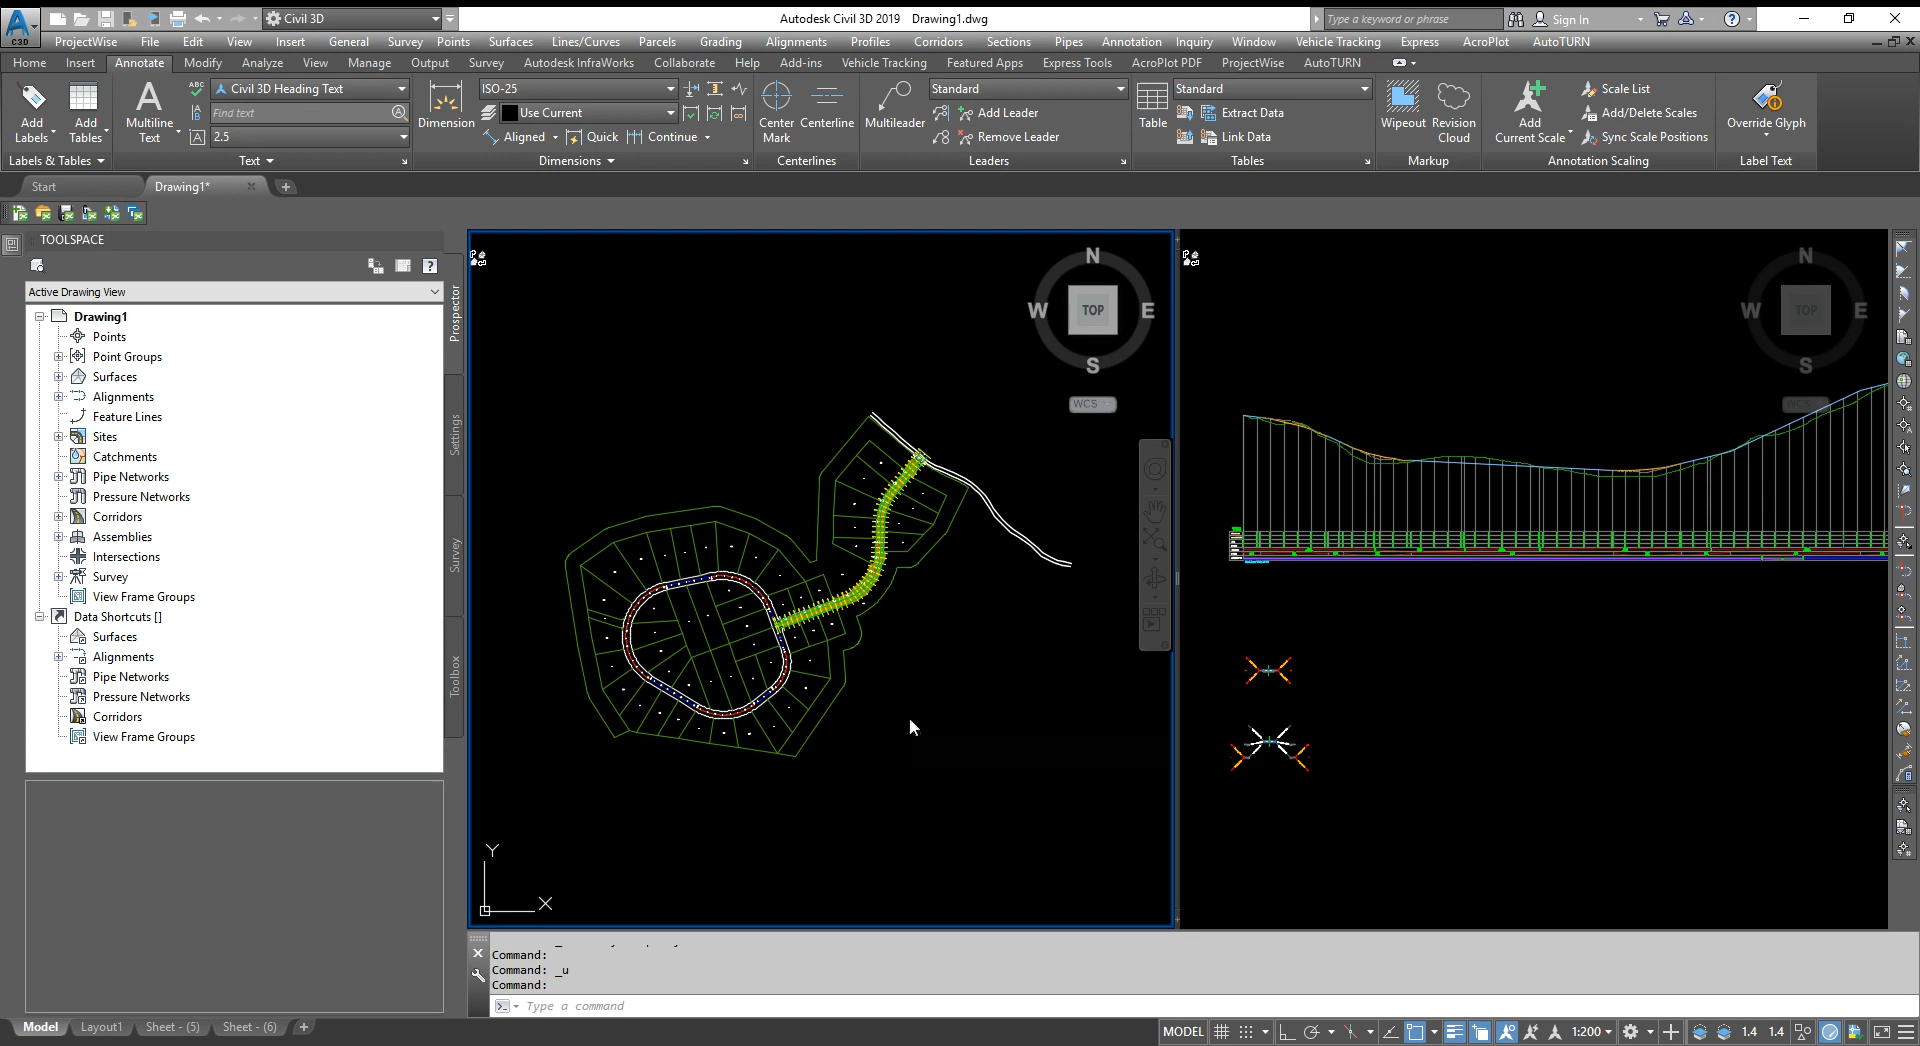 Civil 3D
Autodesk Civil 3D 2019 Drawing1.dwg
Type a keyword or phrase
Sign In
C3D
ProjectWise File Edit View Insert General Survey Points Surfaces Lines/Curves Parcels Grading Alignments Profiles Corridors Sections Pipes Annotation Inquiry Window Vehicle Tracking Express AcroPlot AutoTURN
Home Insert Annotate Modify Analyze View Manage Output Survey Autodesk InfraWorks Collaborate Help Add-ins Vehicle Tracking Featured Apps Express Tools AcroPlot PDF ProjectWise AutoTURN
Add Labels
Add Tables
Labels & Tables
Multiline Text
ABC
Civil 3D Heading Text
Find text
2.5
Text
Dimension
ISO-25
Use Current
Aligned Quick Continue
Dimensions
Center Mark
Centerline
Centerlines
Multileader
Standard
Add Leader
Remove Leader
Leaders
Table
Standard
Extract Data
Link Data
Tables
Wipeout
Revision Cloud
Markup
Add Current Scale
Scale List
Add/Delete Scales
Sync Scale Positions
Annotation Scaling
Override Glyph
Label Text
Start
Drawing1*
TOOLSPACE
Active Drawing View
Drawing1
Points
Point Groups
Surfaces
Alignments
Feature Lines
Sites
Catchments
Pipe Networks
Pressure Networks
Corridors
Assemblies
Intersections
Survey
View Frame Groups
Data Shortcuts []
Surfaces
Alignments
Pipe Networks
Pressure Networks
Corridors
View Frame Groups
Prospector
Settings
Survey
Toolbox
N
W TOP E
S
WCS
Y
X
N
W TOP E
S
WCS
Command:
Command: _u
Command:
Type a command
Model Layout1 Sheet - (5) Sheet - (6) +
MODEL
1:200
1.4 1.4